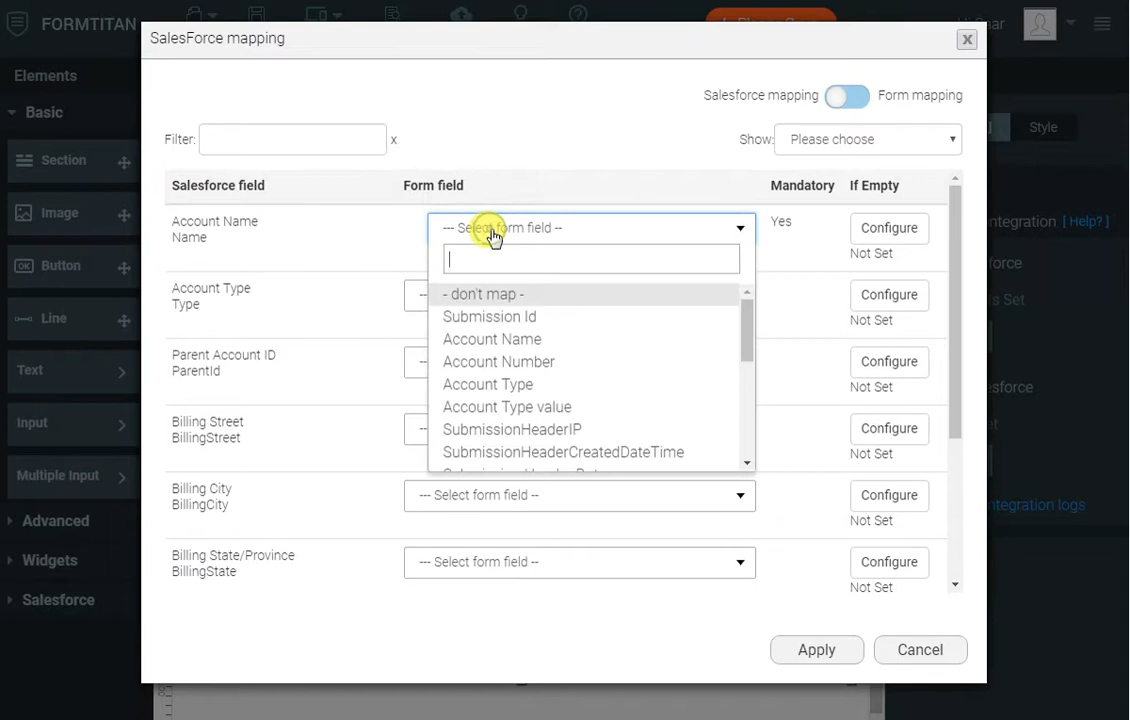 FORMTITAN
SalesForce mapping
X
Elements
Salesforce mapping Form mapping
Basic
Filter: x Show: Please choose
Style
Section
Salesforce field Form field Mandatory If Empty
Image
Account Name --- Select form field -- Yes Configure
Name Not Set
ntegration [ Help? ]
Button
- don't map -
Account Type Configure
Type Not Set
Submission Id
Line
Account Name
Parent Account ID Configure
ParentId Not Set
Account Number
Text
Account Type
Account Type value
Billing Street Configure
BillingStreet Not Set
Input
SubmissionHeaderIP
SubmissionHeaderCreatedDateTime
Multiple Input
Billing City --- Select form field -- Configure
BillingCity Not Set
ntegration logs
Advanced
Billing State/Province --- Select form field -- Configure
BillingState Not Set
Widgets
Salesforce
Apply Cancel